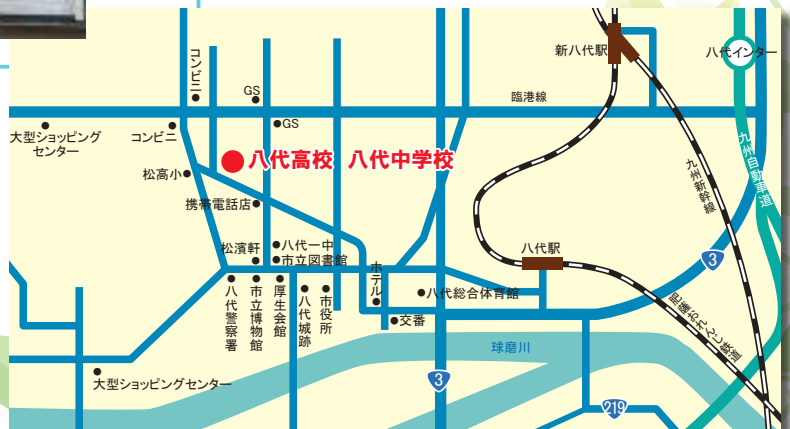 コンビニ
新八代駅
八代インター
GS
臨港線
GS
大型ショッピング
センター
コンビニ
八代高校 八代中学校
九州自動車道
九州新幹線
松高小
携帯電話店
松濱軒
八代一中
市立図書館
八代駅
3
ホテル
八代警察署
市立博物館
厚生会館
八代城跡
市役所
八代総合体育館
交番
肥薩おれんじ鉄道
球磨川
大型ショッピングセンター
3
219